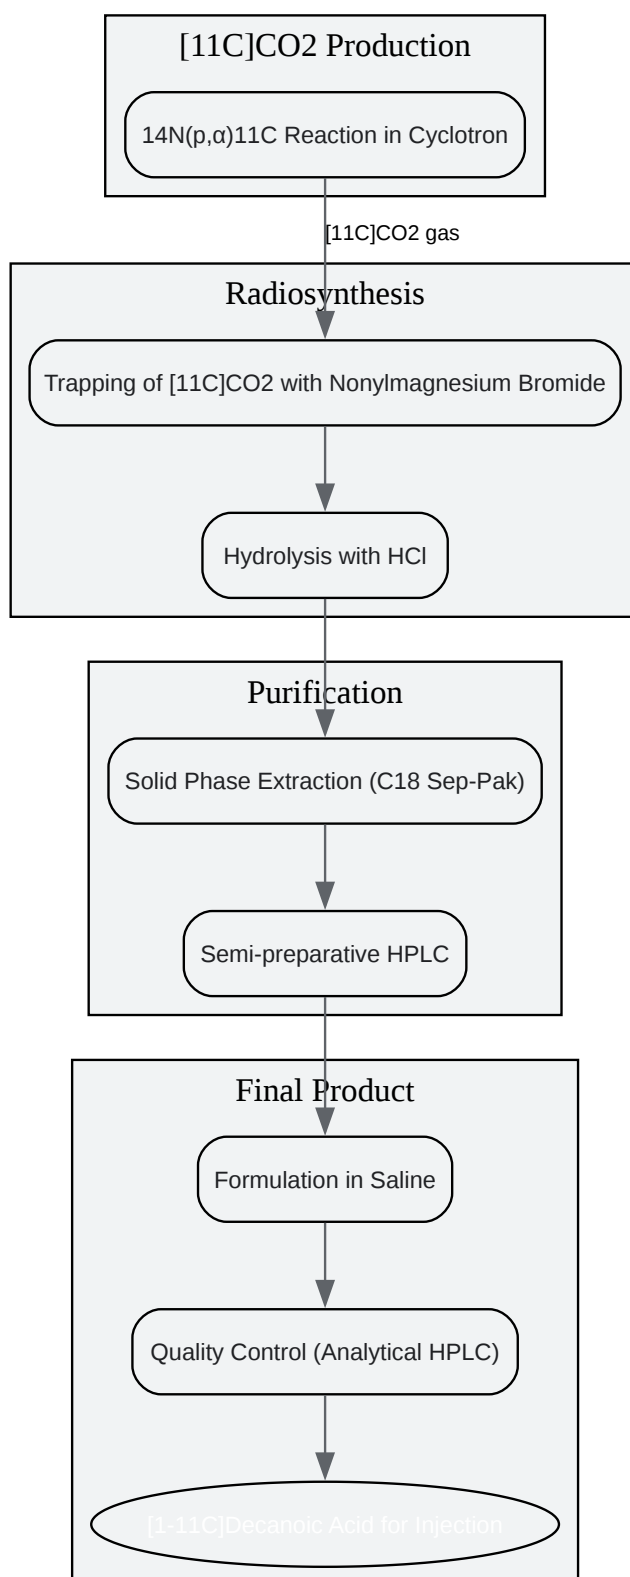 [11C]CO2 Production
14N(p,α)11C Reaction in Cyclotron
[11C]CO2 gas
Radiosynthesis
Trapping of [11C]CO2 with Nonylmagnesium Bromide
Hydrolysis with HCl
Purification
Solid Phase Extraction (C18 Sep-Pak)
Semi-preparative HPLC
Final Product
Formulation in Saline
Quality Control (Analytical HPLC)
[1-11C]Decanoic Acid for Injection